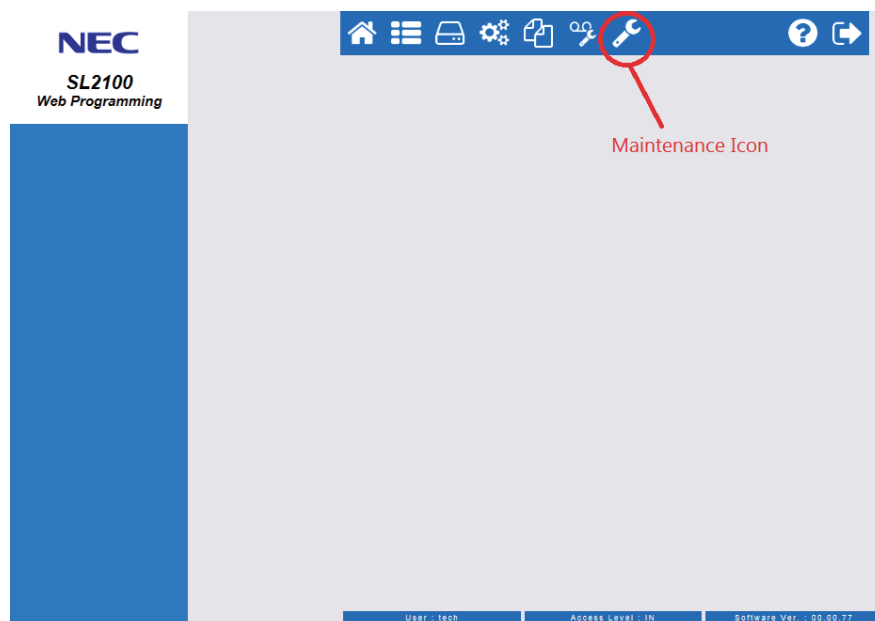 NEC
SL2100
Web Programming
Maintenance Icon
User : tech
Access Level : IN
Software Ver. : 00.00.77